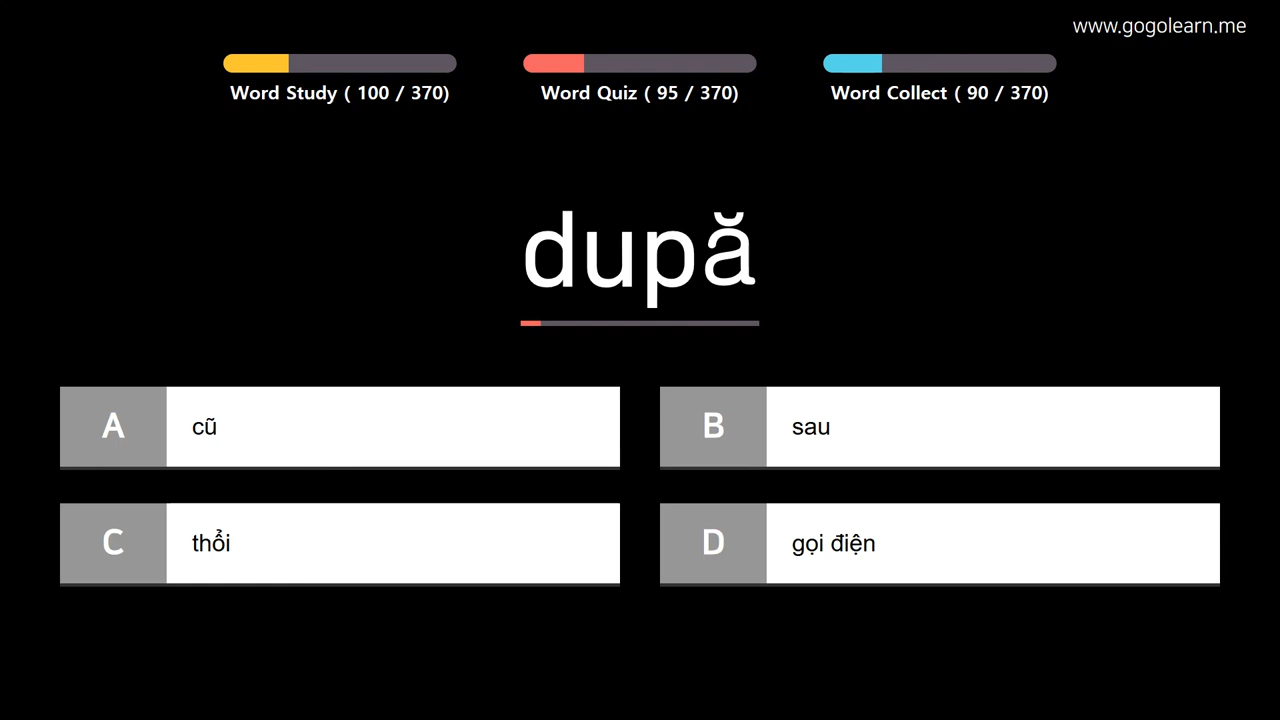 www.gogolearn.me
Word Study ( 100 / 370)
Word Quiz ( 95 / 370)
Word Collect ( 90 / 370)
după
A cũ
B sau
C thổi
D gọi điện